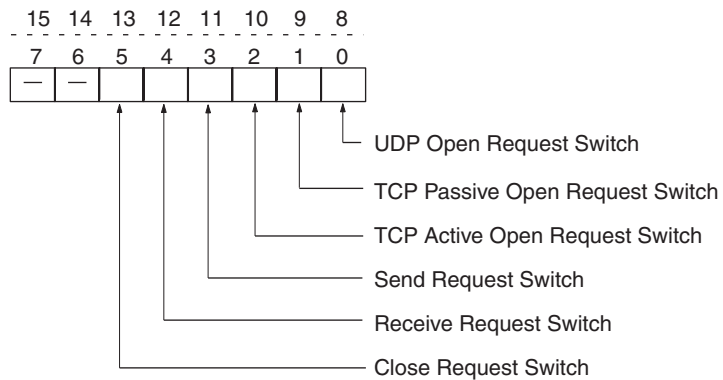 15 14 13 12 11 10 9 8
7 6 5 4 3 2 1 0
— —
UDP Open Request Switch
TCP Passive Open Request Switch
TCP Active Open Request Switch
Send Request Switch
Receive Request Switch
Close Request Switch